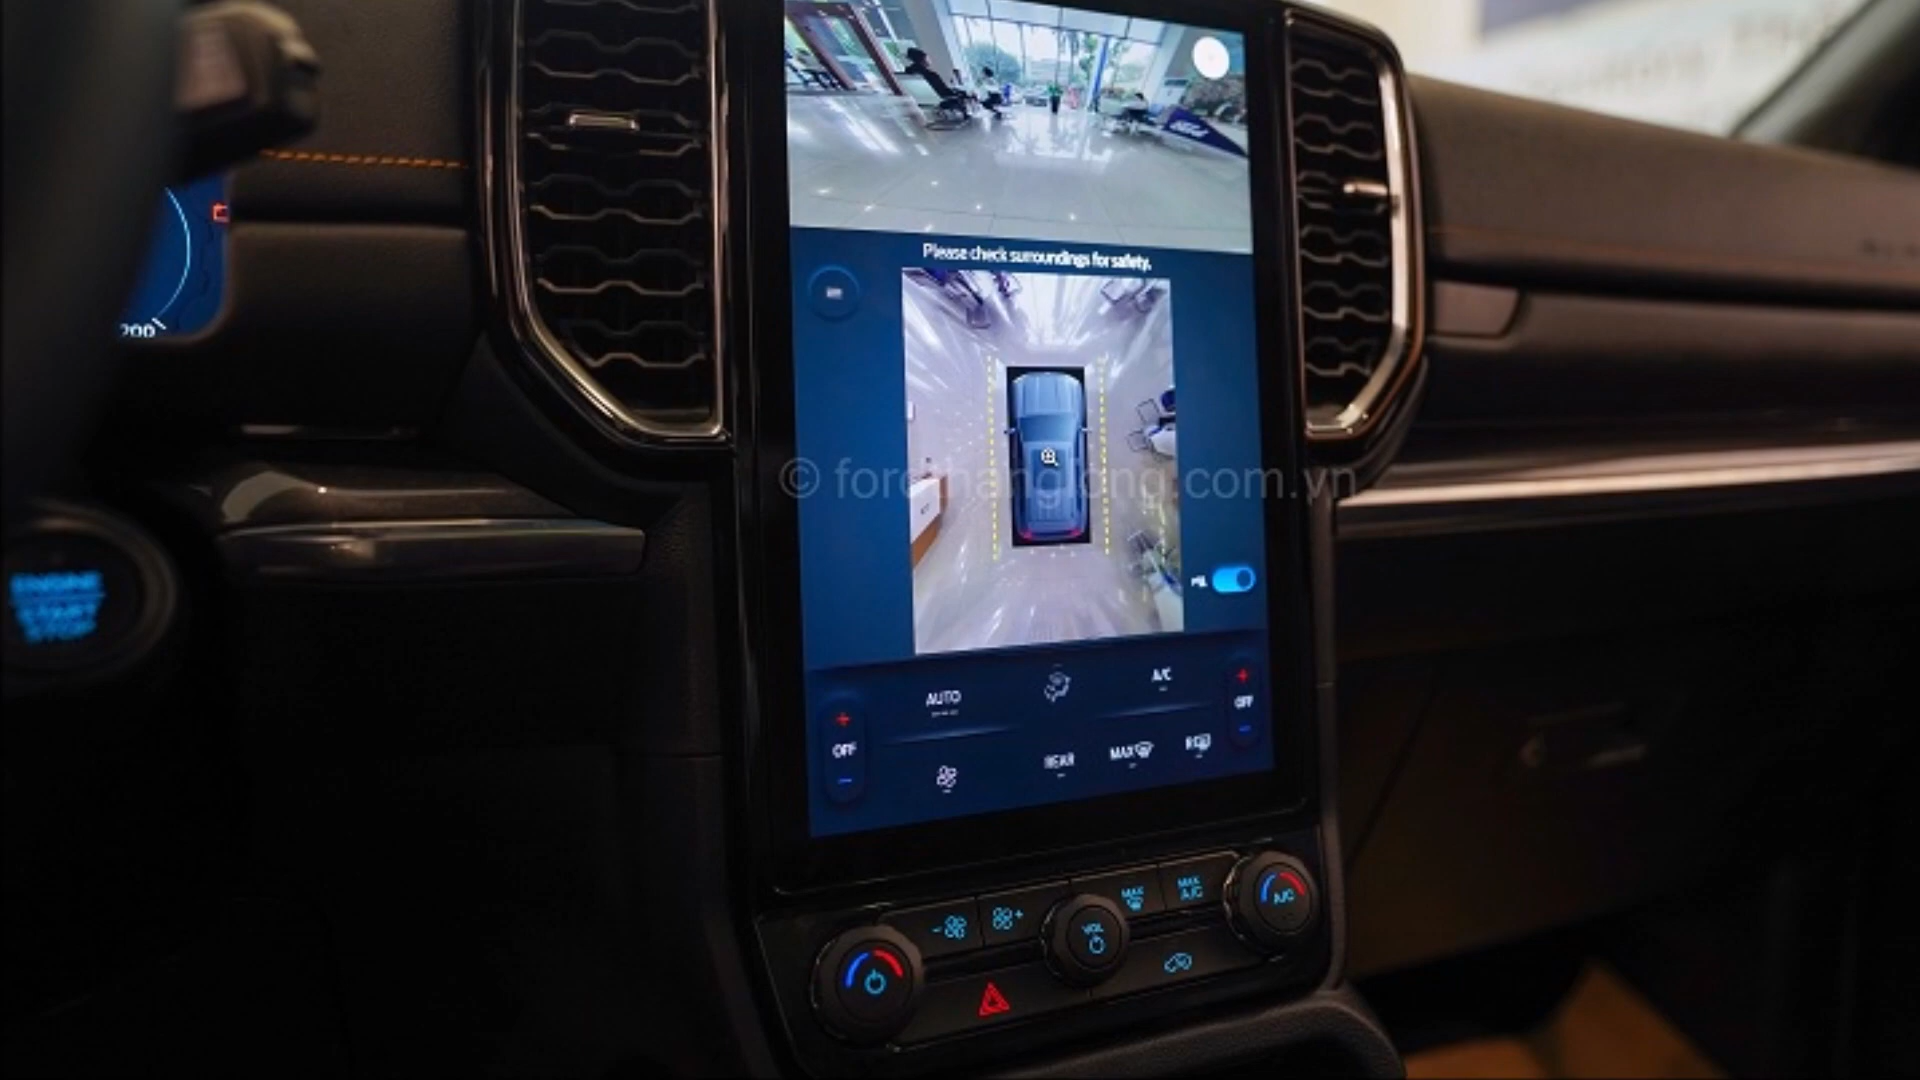 Please check surroundings for safety.
200
© fordthanglong.com.vn
ENGINE
START
STOP
AUTO
A/C
OFF
OFF
REAR
MAX
MAX
MAX
A/C
VOL
A/C